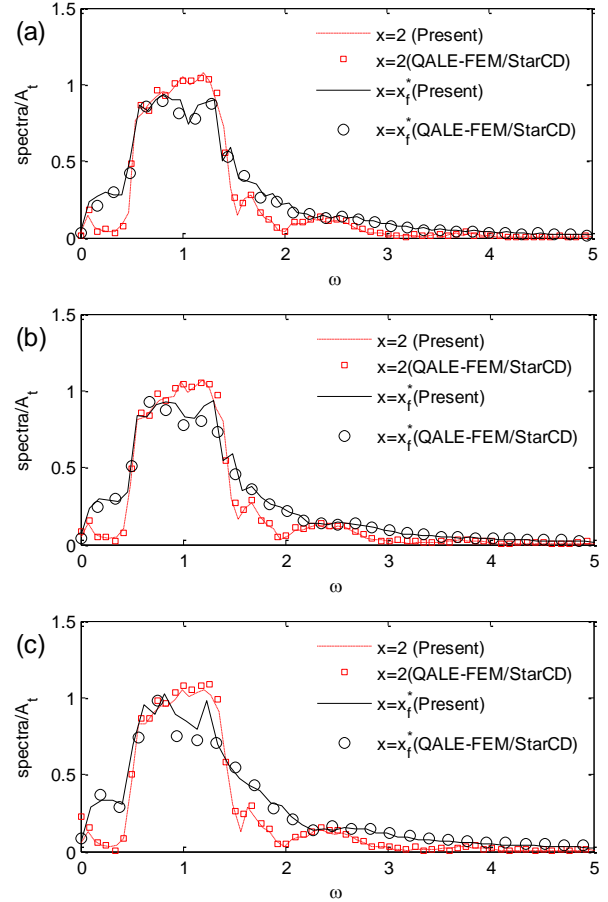 (a)
1.5
1
0.5
0
spectra/A_t
x=2 (Present)
x=2(QALE-FEM/StarCD)
x=x_f^*(Present)
x=x_f^*(QALE-FEM/StarCD)
0 1 2 3 4 5
ω
(b)
1.5
1
0.5
0
spectra/A_t
x=2 (Present)
x=2(QALE-FEM/StarCD)
x=x_f^*(Present)
x=x_f^*(QALE-FEM/StarCD)
0 1 2 3 4 5
ω
(c)
1.5
1
0.5
0
spectra/A_t
x=2 (Present)
x=2(QALE-FEM/StarCD)
x=x_f^*(Present)
x=x_f^*(QALE-FEM/StarCD)
0 1 2 3 4 5
ω